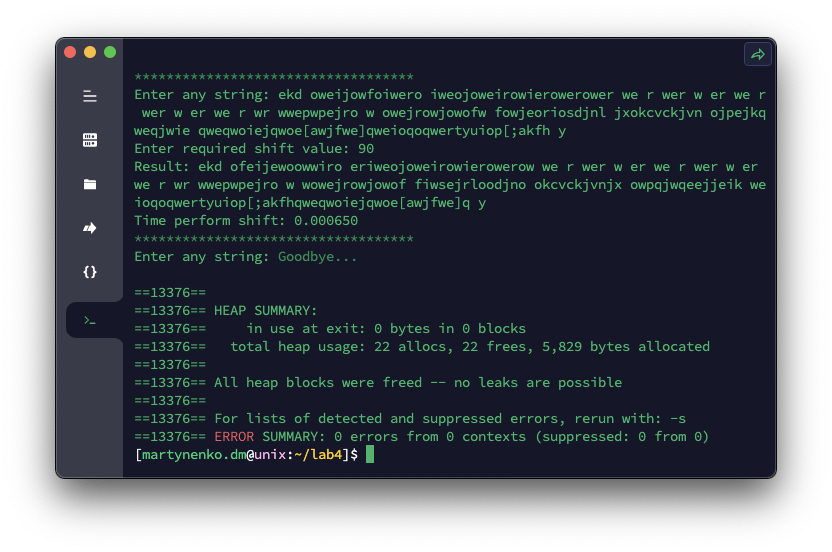 ***********************************
Enter any string: ekd oweijowfoiwero iweojoweirowierowerower we r wer w er we r
 wer w er we r wr wwepwpejro w owejrowjowofw fowjeoriosdjnl jxokcvckjvn ojpejkq
weqjwie qweqwoiejqwoe[awjfwe]qweioqoqwertyuiop[;akfh y
Enter required shift value: 90
Result: ekd ofeijewoowwiro eriweojoweirowierowerow we r wer w er we r wer w er
we r wr wwepwpejro w wowejrowjowof fiwsejrloodjno okcvckjvnjx owpqjwqeejjeik we
ioqoqwertyuiop[;akfhqweqwoiejqwoe[awjfwe]q y
Time perform shift: 0.000650
***********************************
Enter any string: Goodbye...
==13376==
==13376== HEAP SUMMARY:
==13376==     in use at exit: 0 bytes in 0 blocks
==13376==   total heap usage: 22 allocs, 22 frees, 5,829 bytes allocated
==13376==
==13376== All heap blocks were freed -- no leaks are possible
==13376==
==13376== For lists of detected and suppressed errors, rerun with: -s
==13376== ERROR SUMMARY: 0 errors from 0 contexts (suppressed: 0 from 0)
[martynenko.dm@unix:~/lab4]$